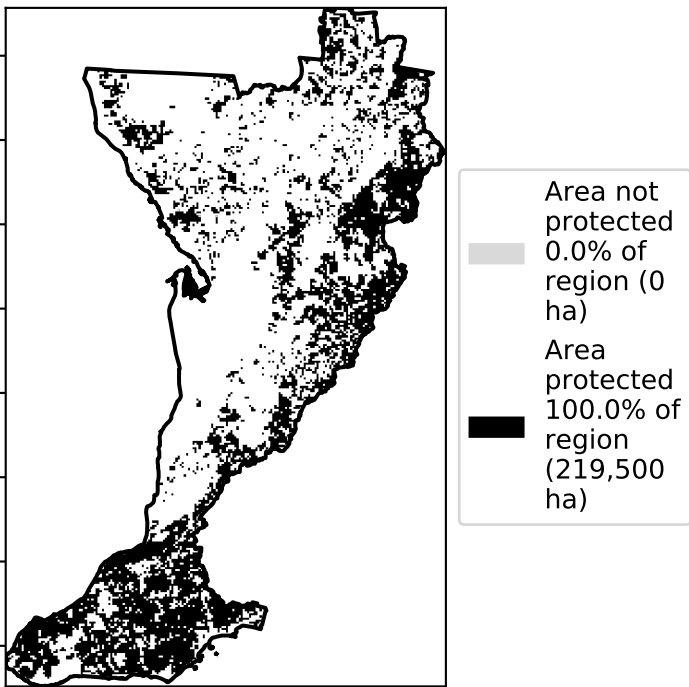 Area not
protected
0.0% of
region (0
ha)
Area
protected
100.0% of
region
(219,500
ha)